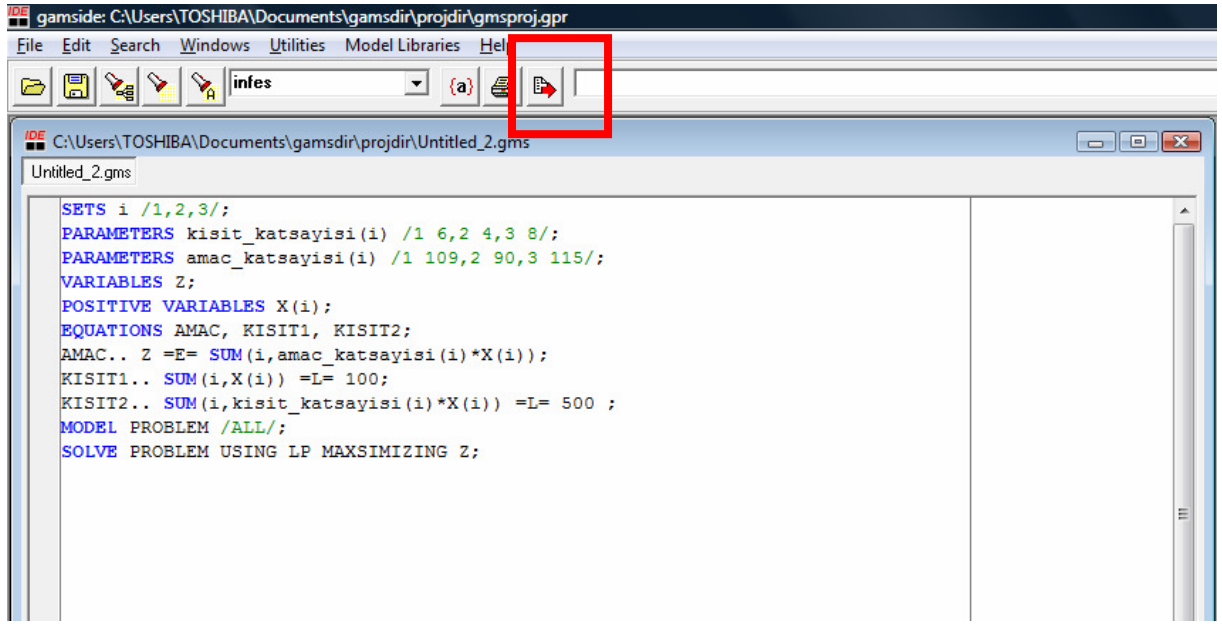 IDE gamside: C:\Users\TOSHIBA\Documents\gamsdir\projdir\gmsproj.gpr
File Edit Search Windows Utilities Model Libraries Hel
infes {a}
IDE C:\Users\TOSHIBA\Documents\gamsdir\projdir\Untitled_2.gms
Untitled_2.gms
SETS i /1,2,3/;
PARAMETERS kisit_katsayisi(i) /1 6,2 4,3 8/;
PARAMETERS amac_katsayisi(i) /1 109,2 90,3 115/;
VARIABLES Z;
POSITIVE VARIABLES X(i);
EQUATIONS AMAC, KISIT1, KISIT2;
AMAC.. Z =E= SUM(i,amac_katsayisi(i)*X(i));
KISIT1.. SUM(i,X(i)) =L= 100;
KISIT2.. SUM(i,kisit_katsayisi(i)*X(i)) =L= 500 ;
MODEL PROBLEM /ALL/;
SOLVE PROBLEM USING LP MAXSIMIZING Z;